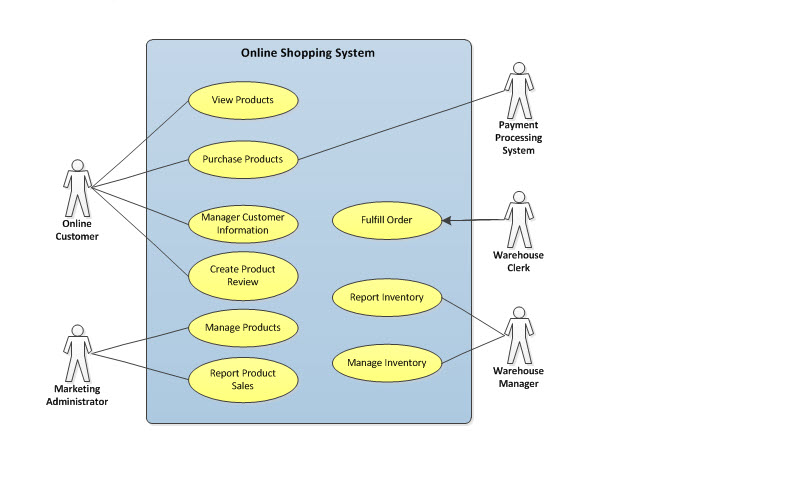 Online Shopping System
View Products
Payment
Processing
System
Purchase Products
Online
Customer
Manager Customer
Information
Fulfill Order
Warehouse
Clerk
Create Product
Review
Report Inventory
Manage Products
Manage Inventory
Warehouse
Manager
Report Product
Sales
Marketing
Administrator